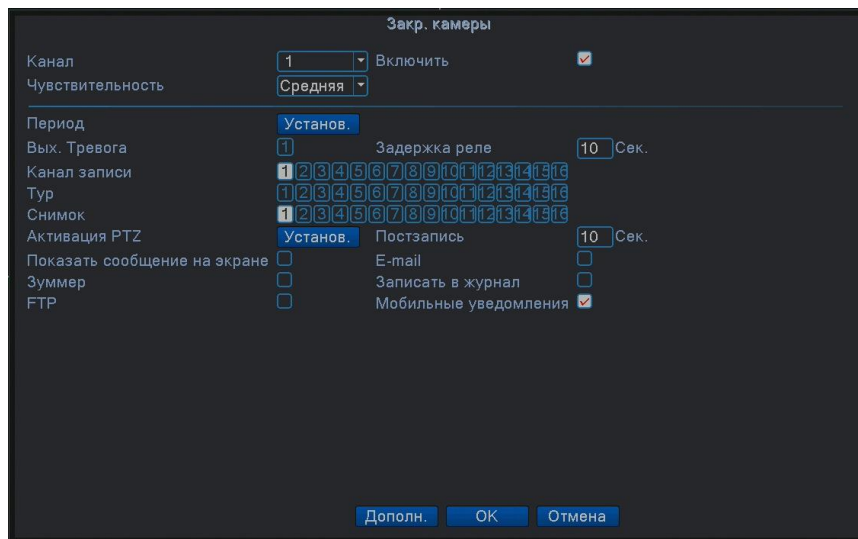 Закр. камеры
Канал 1 Включить
Чувствительность Средняя
Период Установ.
Вых. Тревога 1 Задержка реле 10 Сек.
Канал записи 1 2 3 4 5 6 7 8 9 10 11 12 13 14 15 16
Тур 1 2 3 4 5 6 7 8 9 10 11 12 13 14 15 16
Снимок 1 2 3 4 5 6 7 8 9 10 11 12 13 14 15 16
Активация PTZ Установ. Постзапись 10 Сек.
Показать сообщение на экране E-mail
Зуммер Записать в журнал
FTP Мобильные уведомления
Дополн. OK Отмена